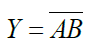 Y = \overline{AB}